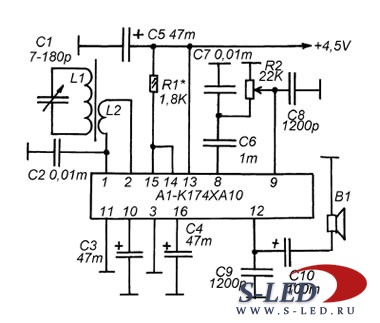 C5 47m
C1
7-180p
C7 0,01m
+4,5V
L1
R2
22K
R1*
1,8K
L2
C8
1200p
C6
1m
C2 0,01m
1 2 15 14 13 8 9
A1-K174XA10
11 10 3 16 12
B1
C3
47m
C4
47m
C9
1200p
C10
100m
S-LED
WWW.S-LED.RU